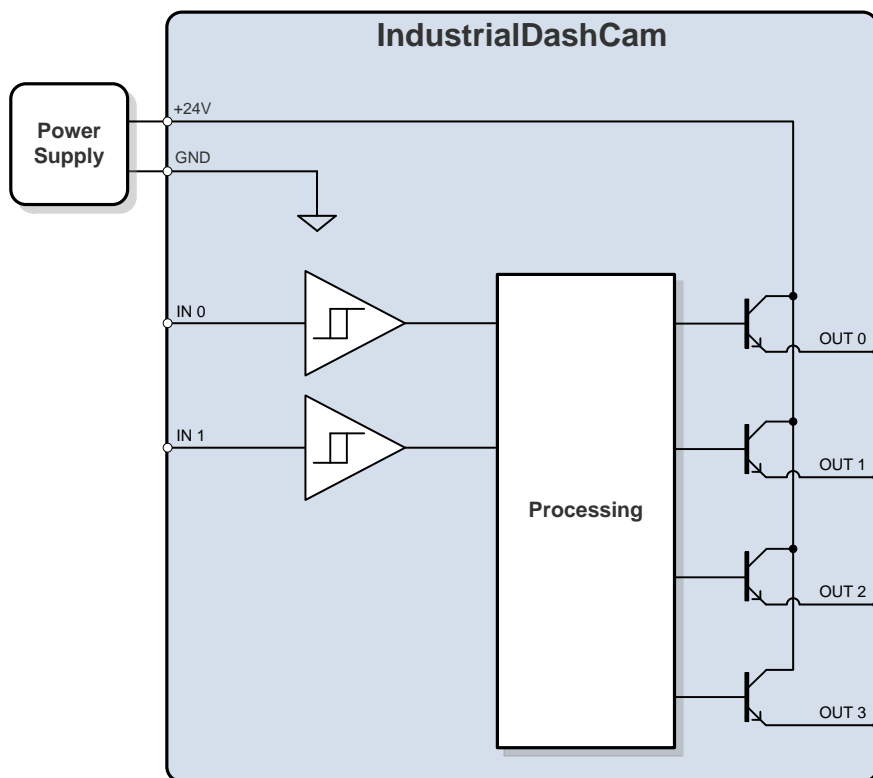 IndustrialDashCam
Power
Supply
+24V
GND
IN 0
IN 1
Processing
OUT 0
OUT 1
OUT 2
OUT 3